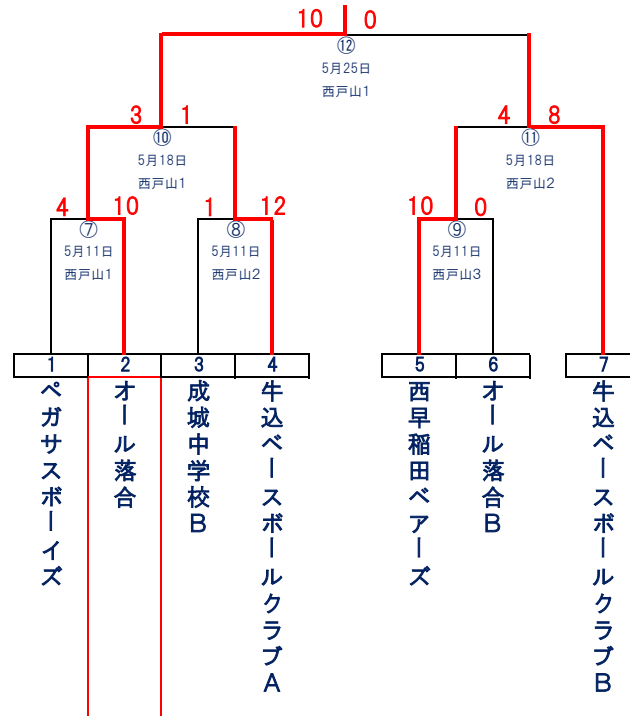 10 0
⑫
5月25日
西戸山1
3 1
4 8
⑩
⑪
5月18日
5月18日
西戸山1
西戸山2
4 10
1 12
10 0
⑦
⑧
⑨
5月11日
5月11日
5月11日
西戸山1
西戸山2
西戸山3
1 2 3 4 5 6 7
ペガサスボーイズ
オール落合
成城中学校B
牛込ベースボールクラブA
西早稲田ベアーズ
オール落合B
牛込ベースボールクラブB